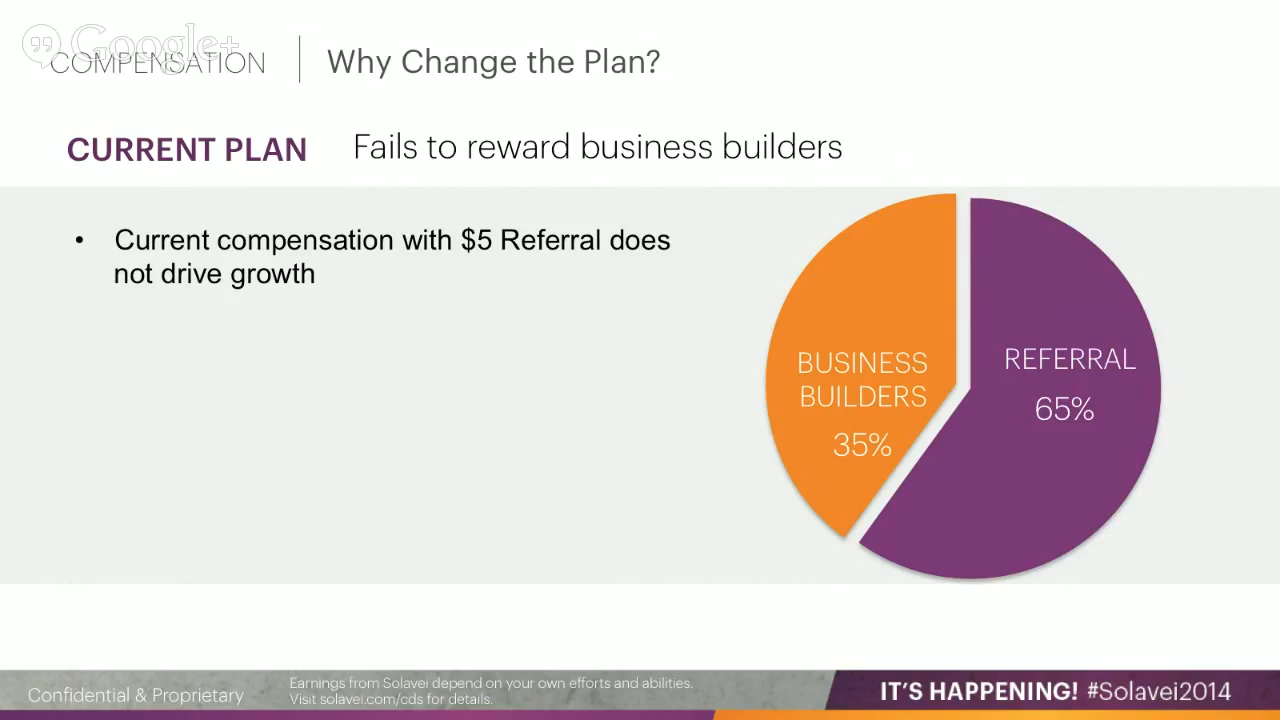 Google+
COMPENSATION
Why Change the Plan?
CURRENT PLAN
Fails to reward business builders
• Current compensation with $5 Referral does
not drive growth
BUSINESS
BUILDERS
35%
REFERRAL
65%
Confidential & Proprietary
Earnings from Solavei depend on your own efforts and abilities.
Visit solavei.com/cds for details.
IT'S HAPPENING! #Solavei2014